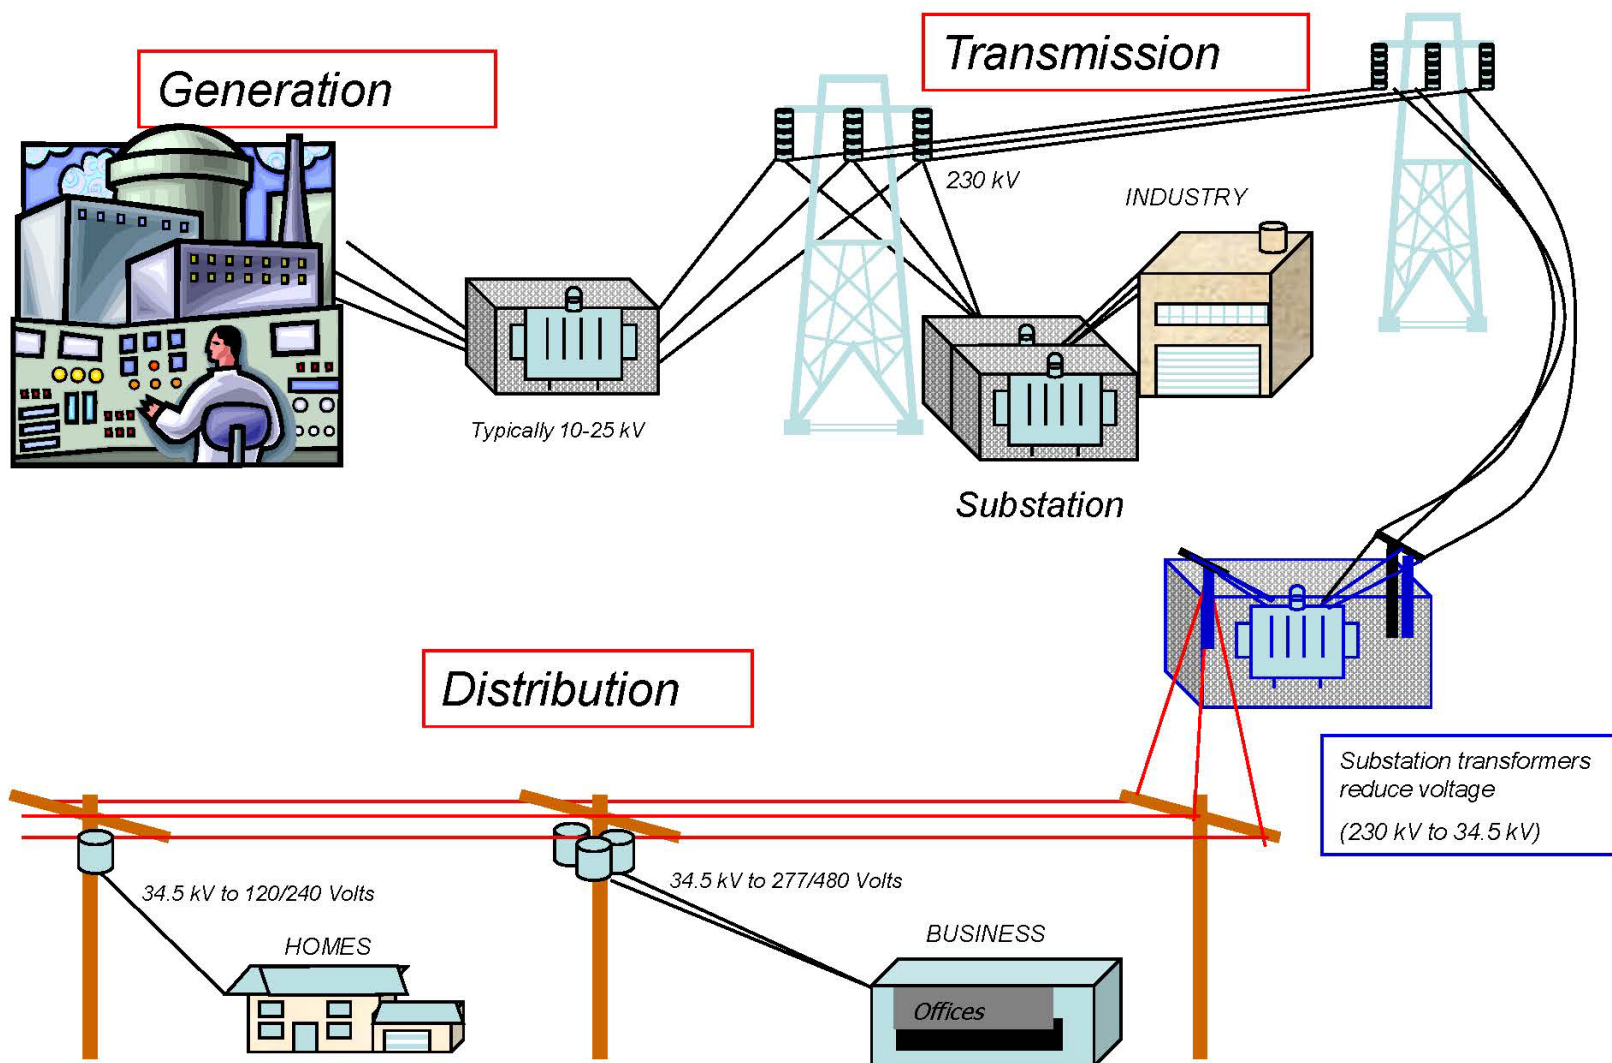 Generation
Transmission
230 kV
INDUSTRY
Typically 10-25 kV
Substation
Distribution
Substation transformers
reduce voltage
(230 kV to 34.5 kV)
34.5 kV to 120/240 Volts
34.5 kV to 277/480 Volts
HOMES
BUSINESS
Offices